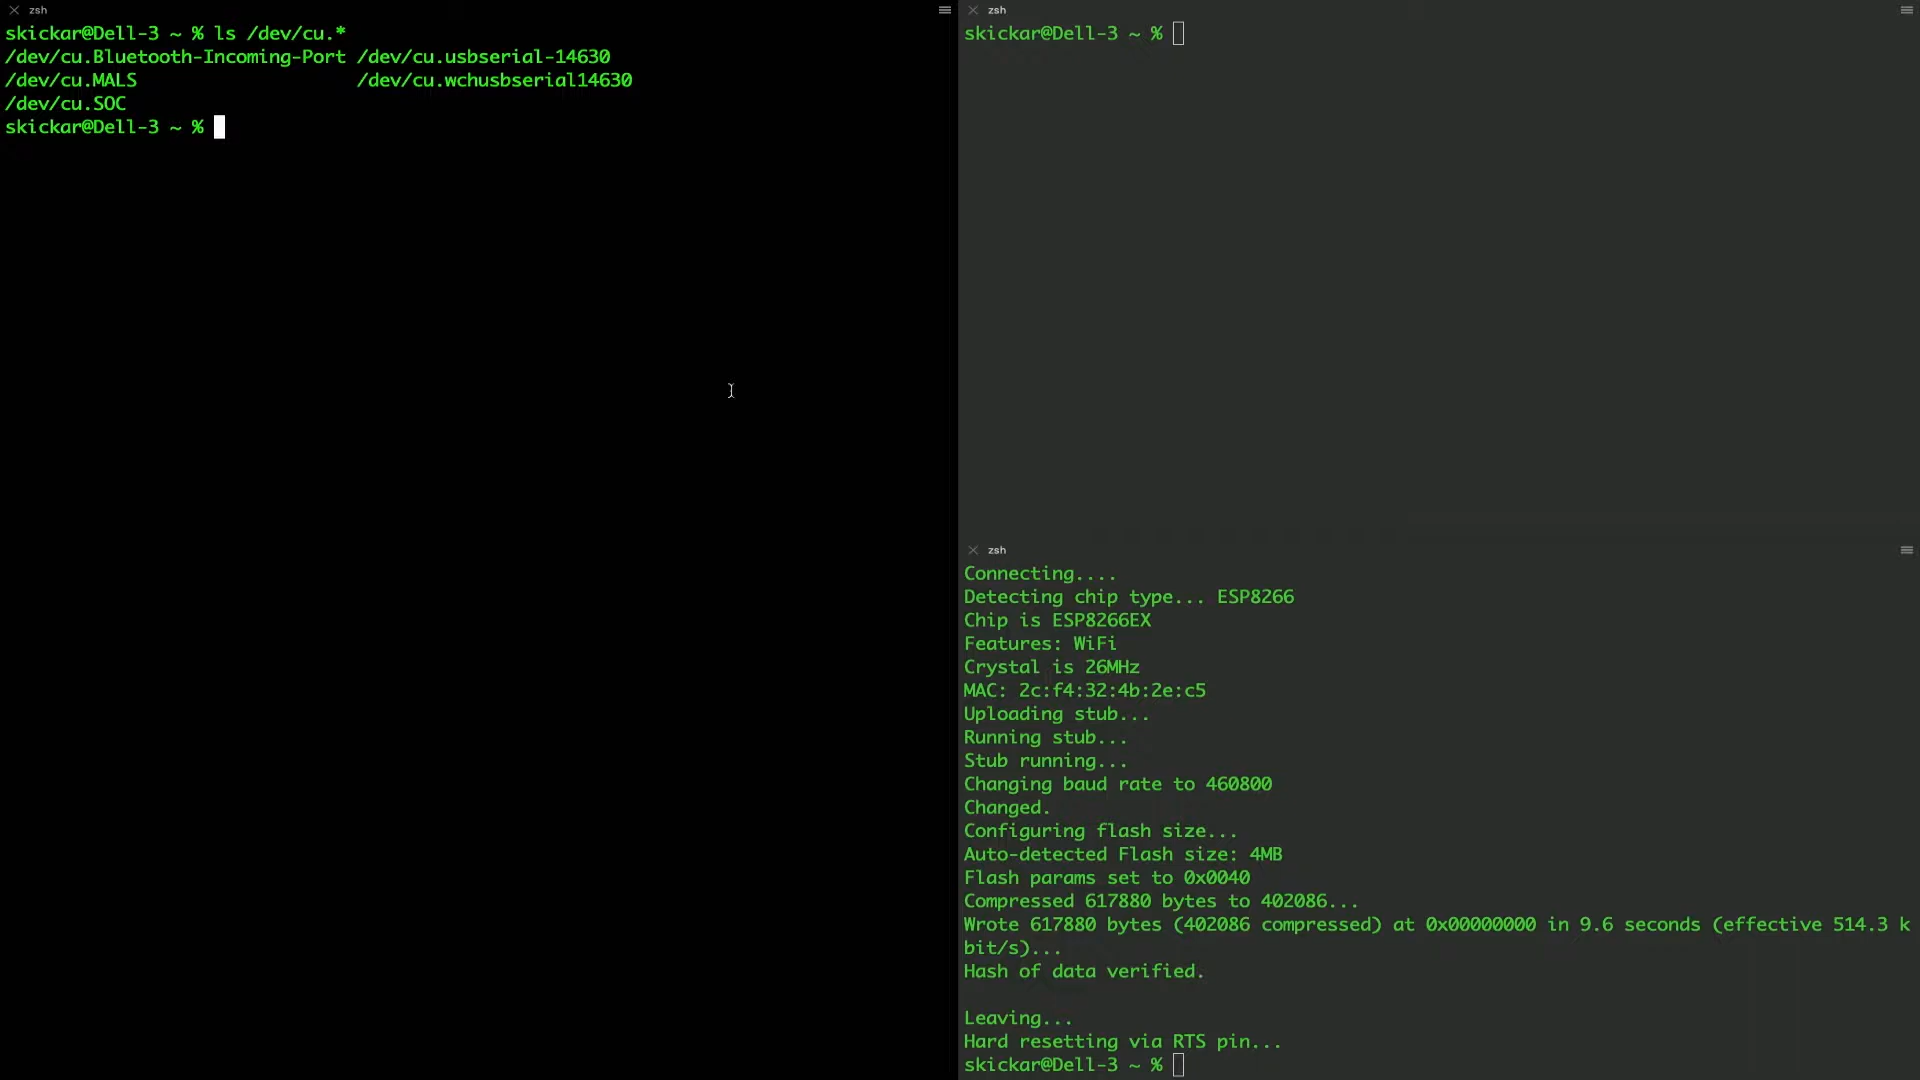 zsh
skickar@Dell-3 ~ % ls /dev/cu.*
/dev/cu.Bluetooth-Incoming-Port /dev/cu.usbserial-14630
/dev/cu.MALS /dev/cu.wchusbserial14630
/dev/cu.SOC
skickar@Dell-3 ~ %
zsh
skickar@Dell-3 ~ %
zsh
Connecting....
Detecting chip type... ESP8266
Chip is ESP8266EX
Features: WiFi
Crystal is 26MHz
MAC: 2c:f4:32:4b:2e:c5
Uploading stub...
Running stub...
Stub running...
Changing baud rate to 460800
Changed.
Configuring flash size...
Auto-detected Flash size: 4MB
Flash params set to 0x0040
Compressed 617880 bytes to 402086...
Wrote 617880 bytes (402086 compressed) at 0x00000000 in 9.6 seconds (effective 514.3 k
bit/s)...
Hash of data verified.
Leaving...
Hard resetting via RTS pin...
skickar@Dell-3 ~ %